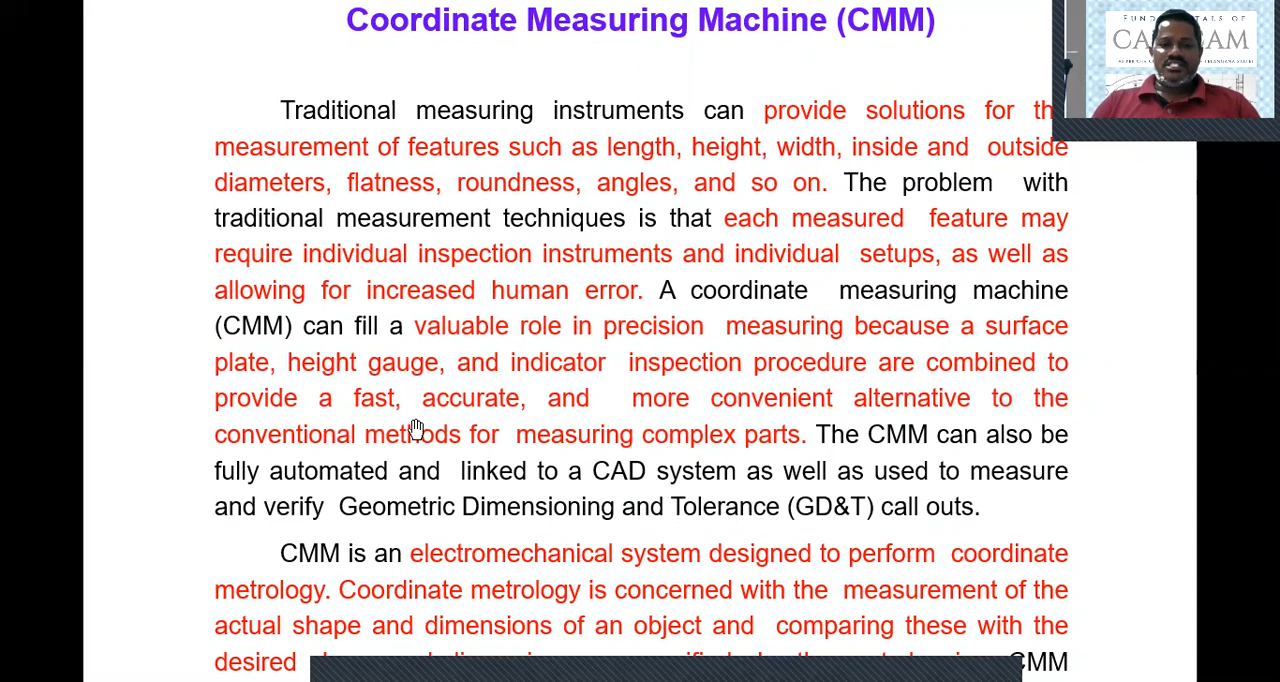 Coordinate Measuring Machine (CMM)
FUNDAMENTALS OF
Traditional measuring instruments can provide solutions for
measurement of features such as length, height, width, inside and outside
diameters, flatness, roundness, angles, and so on. The problem with
traditional measurement techniques is that each measured feature may
require individual inspection instruments and individual setups, as well as
allowing for increased human error. A coordinate measuring machine
(CMM) can fill a valuable role in precision measuring because a surface
plate, height gauge, and indicator inspection procedure are combined to
provide a fast, accurate, and more convenient alternative to the
conventional methods for measuring complex parts. The CMM can also be
fully automated and linked to a CAD system as well as used to measure
and verify Geometric Dimensioning and Tolerance (GD&T) call outs.
CMM is an electromechanical system designed to perform coordinate
metrology. Coordinate metrology is concerned with the measurement of the
actual shape and dimensions of an object and comparing these with the
desired CMM